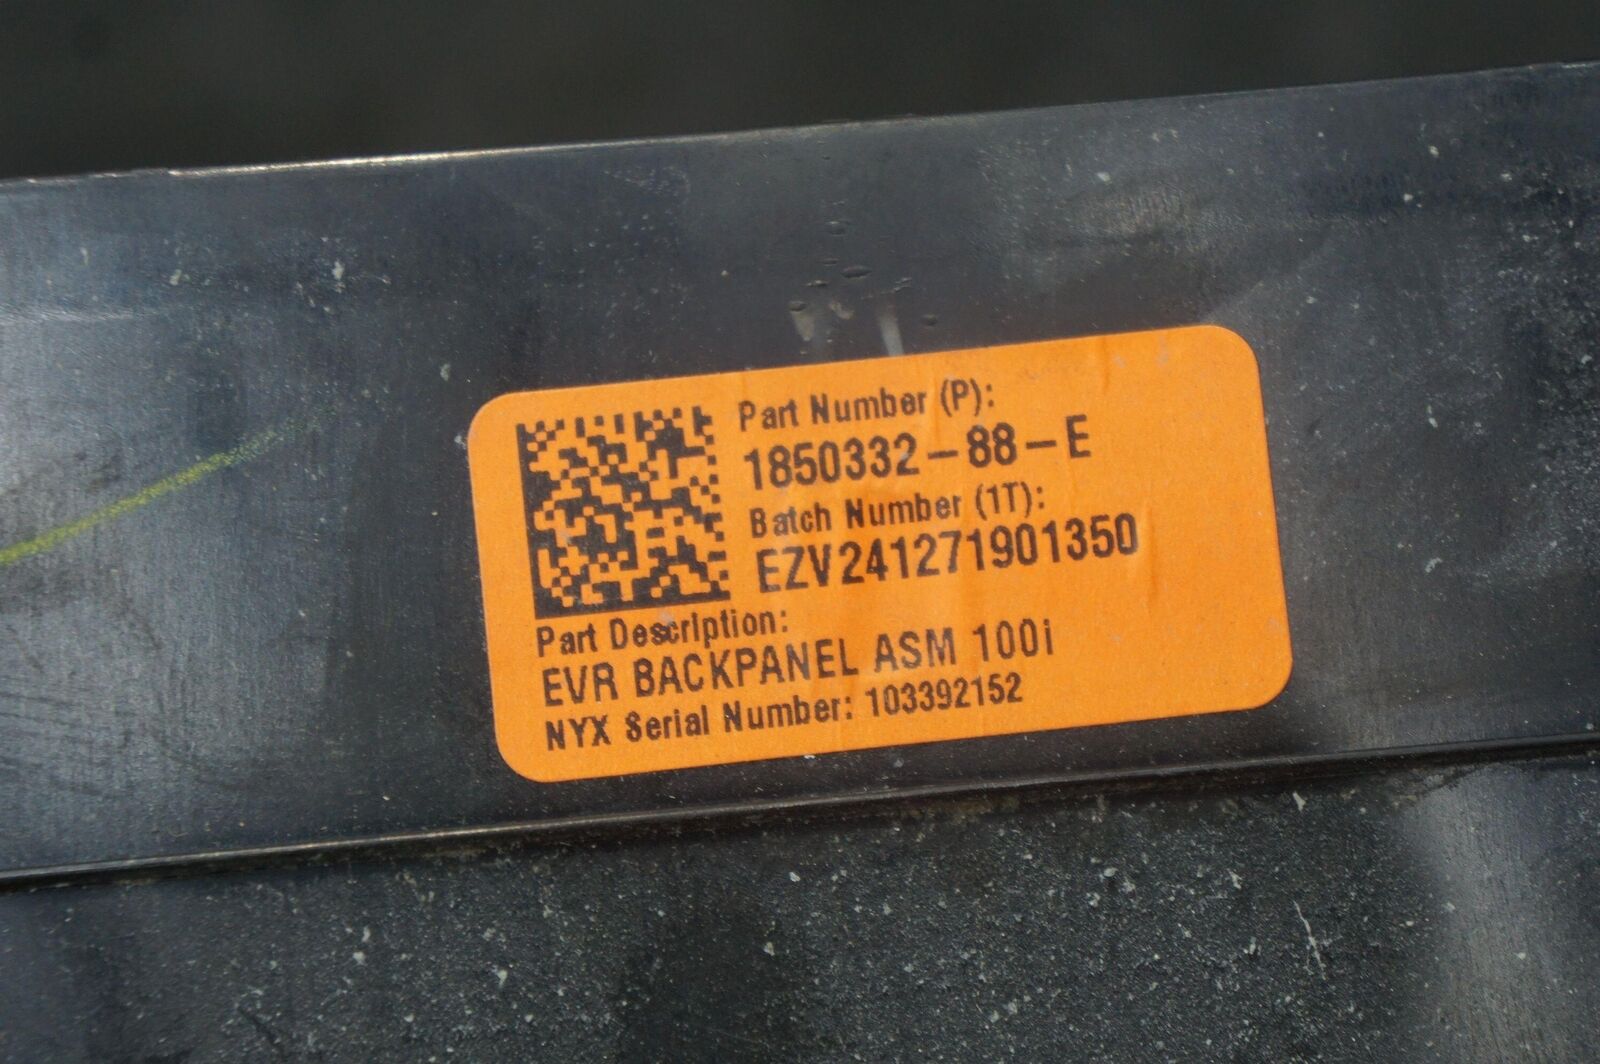 Part Number (P):
1850332-88-E
Batch Number (1T):
EZV241271901350
Part Description:
EVR BACKPANEL ASM 100i
NYX Serial Number: 103392152